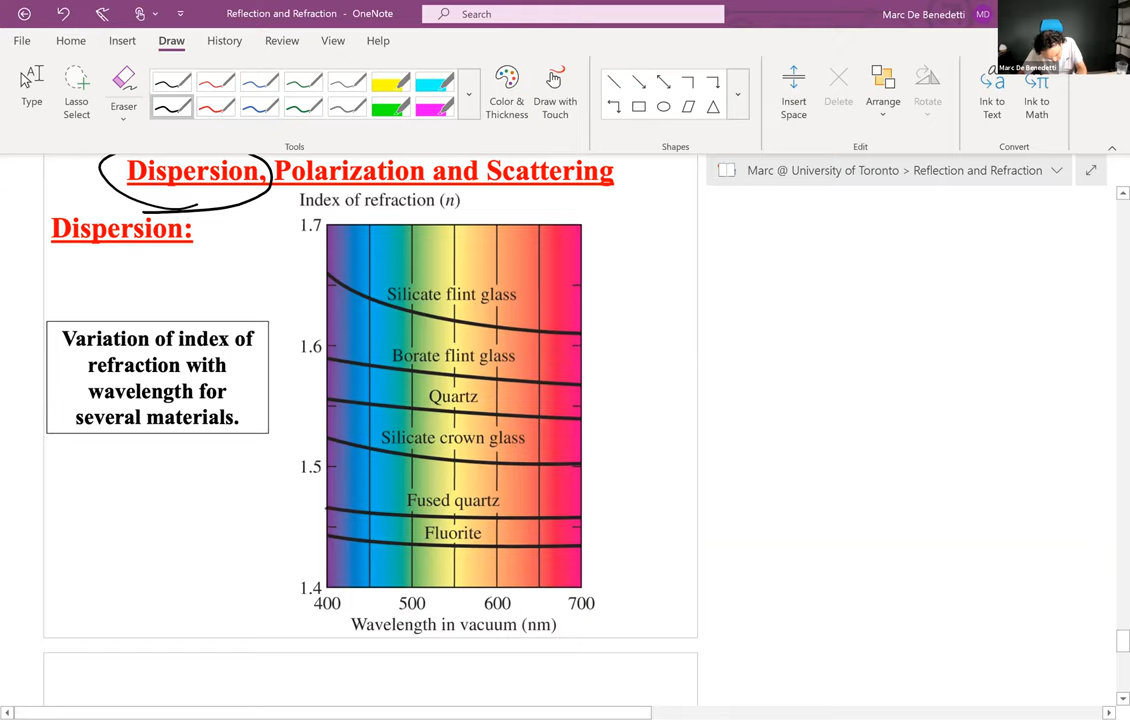 Reflection and Refraction - OneNote
Search
Marc De Benedetti
MD
File
Home
Insert
Draw
History
Review
View
Help
Marc De Benedetti
Type
Lasso
Select
Eraser
Color &
Thickness
Draw with
Touch
Insert
Space
Delete
Arrange
Rotate
Ink to
Text
Ink to
Math
Tools
Shapes
Edit
Convert
Marc @ University of Toronto > Reflection and Refraction
Dispersion, Polarization and Scattering
Dispersion:
Variation of index of
refraction with
wavelength for
several materials.
Index of refraction (n)
1.7
Silicate flint glass
1.6
Borate flint glass
Quartz
Silicate crown glass
1.5
Fused quartz
Fluorite
1.4
400 500 600 700
Wavelength in vacuum (nm)